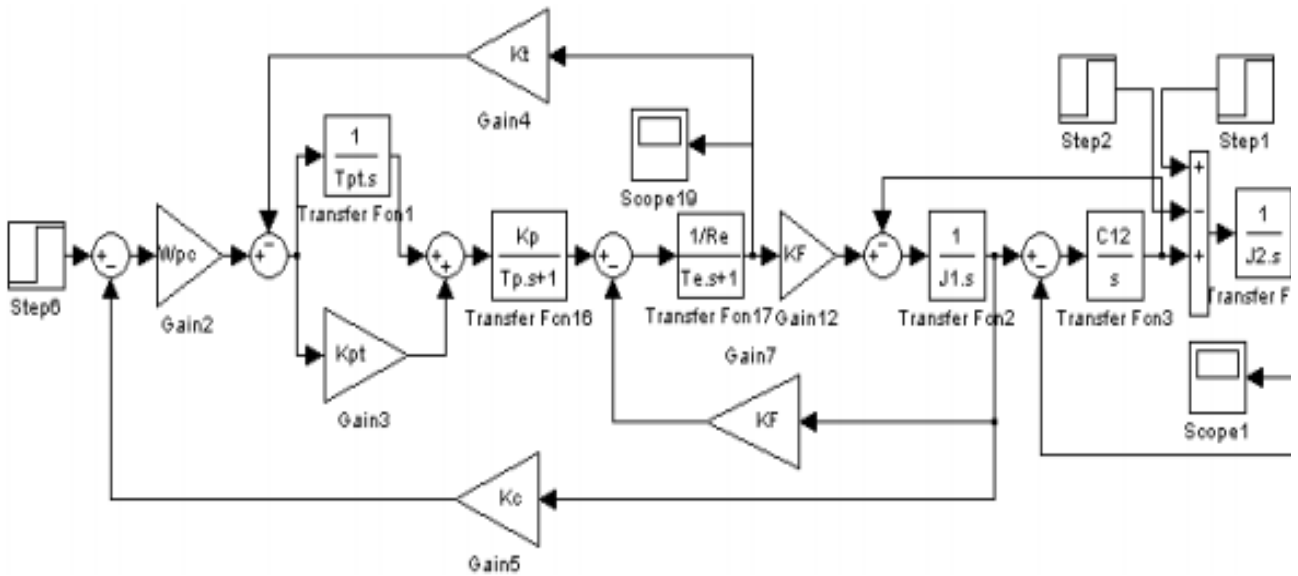 Kt
Gain4
Step2
Step1
1
Tpt.s
Transfer Fcn1
Scope19
+
−
+
1
J2.s
Transfer F
Step6
+
−
Wpc
Gain2
+
−
+
+
Kp
Tp.s+1
Transfer Fcn16
+
−
1/Re
Te.s+1
Transfer Fcn17
KF
Gain12
+
−
1
J1.s
Transfer Fcn2
+
−
C12
s
Transfer Fcn3
Kpt
Gain3
Gain7
KF
Scope1
Kc
Gain5